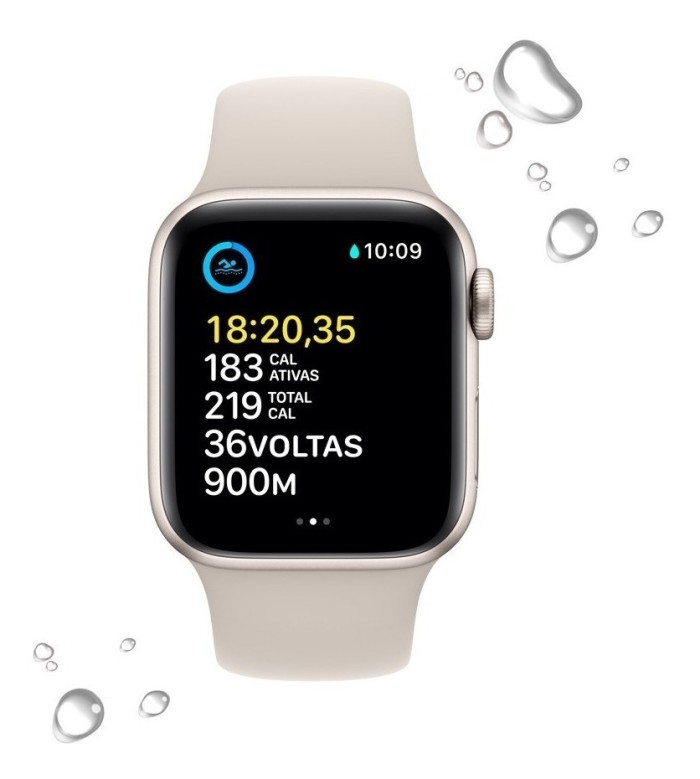 10:09
18:20,35
183 CAL ATIVAS
219 TOTAL CAL
36VOLTAS
900M